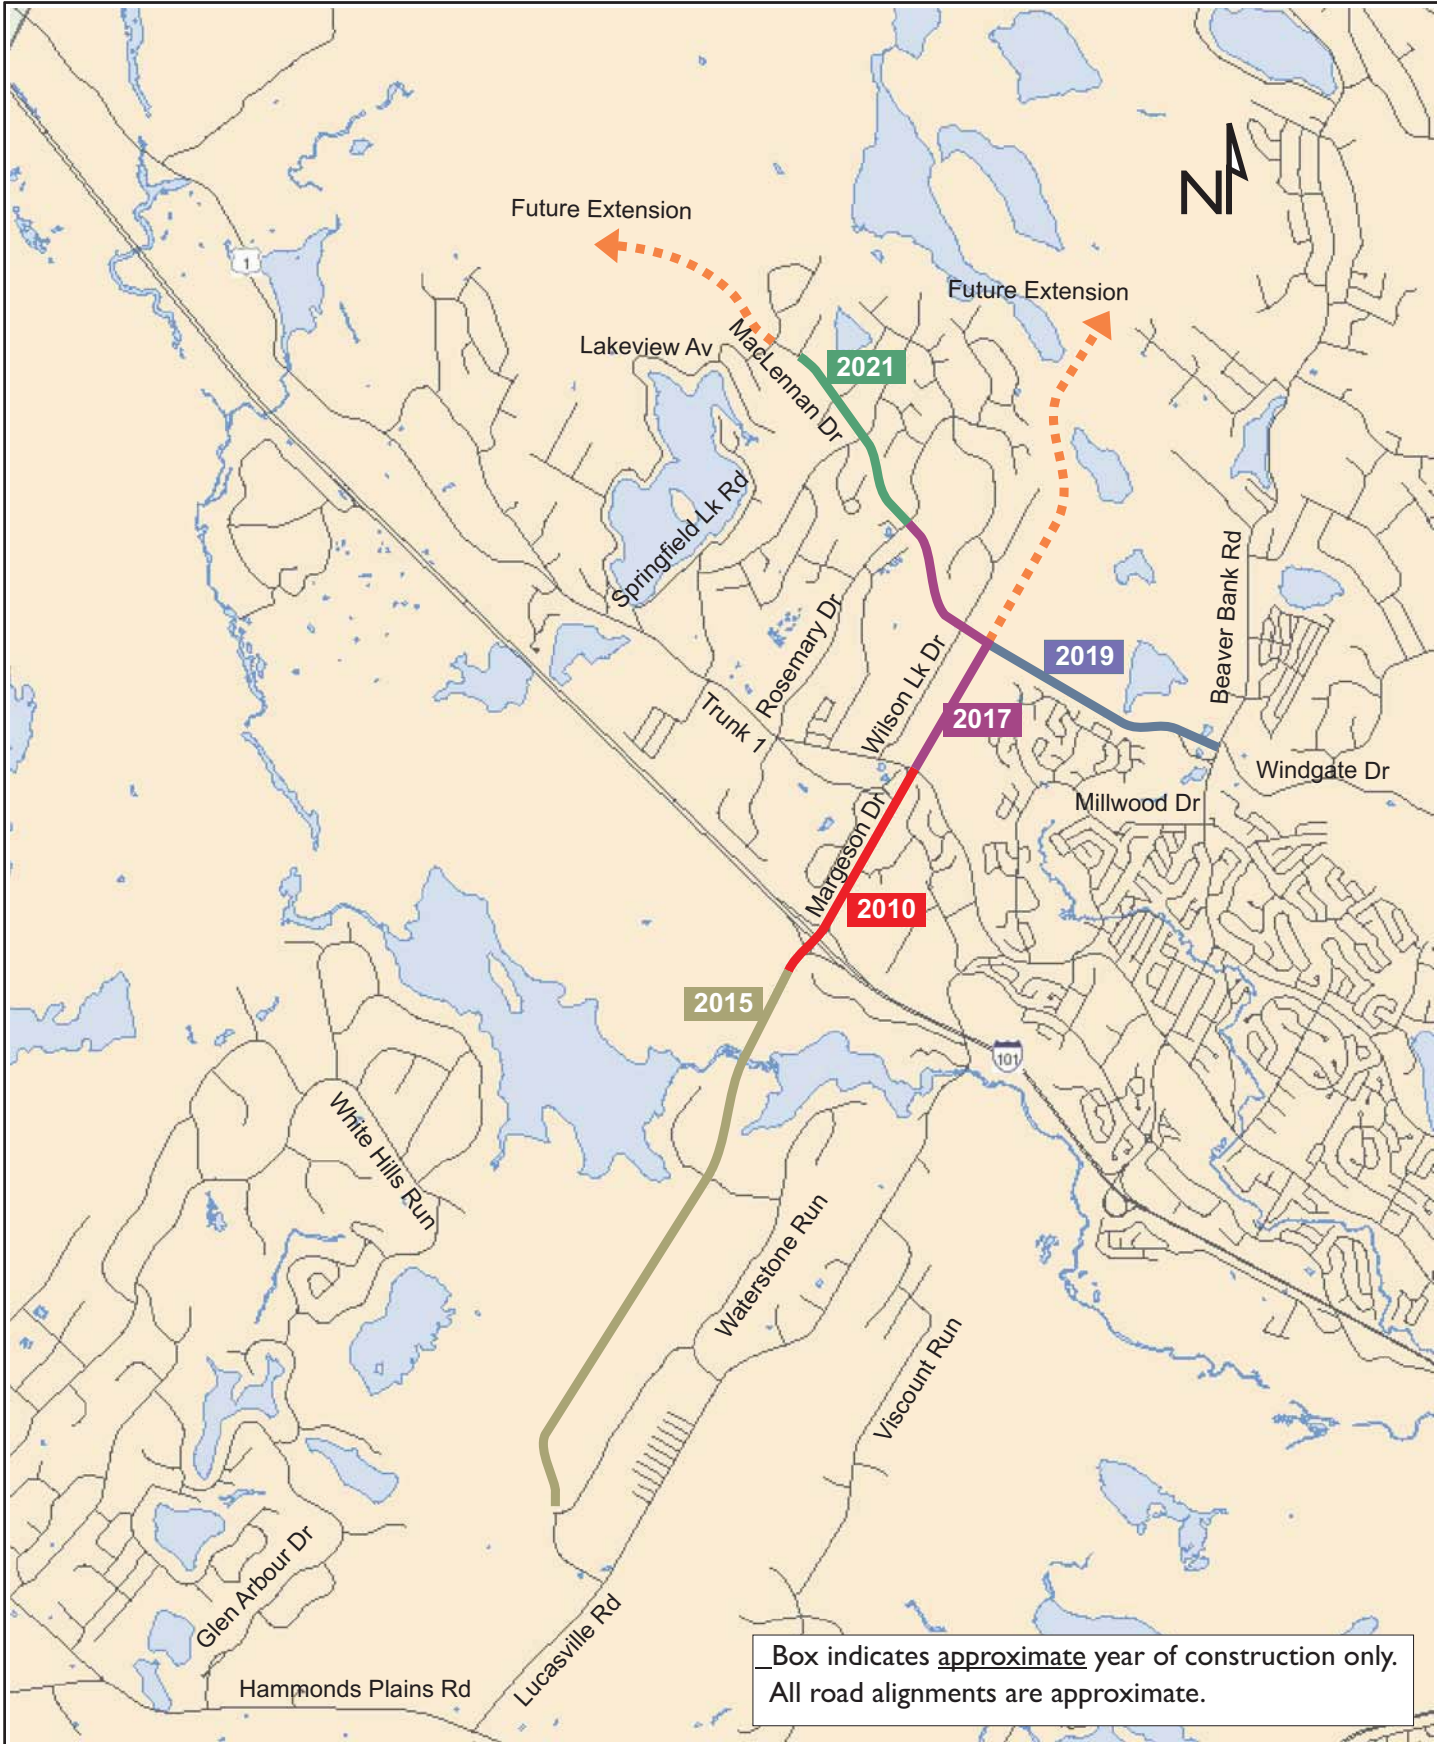 N
Future Extension
1
Future Extension
MacLennan Dr
Lakeview Av
2021
Springfield Lk Rd
Beaver Bank Rd
Rosemary Dr
Wilson Lk Dr
2019
Trunk 1
2017
Windgate Dr
Millwood Dr
Margeson Dr
2010
2015
101
White Hills Run
Waterstone Run
Viscount Run
Glen Arbour Dr
Lucasville Rd
Hammonds Plains Rd
_Box indicates approximate year of construction only.
All road alignments are approximate.